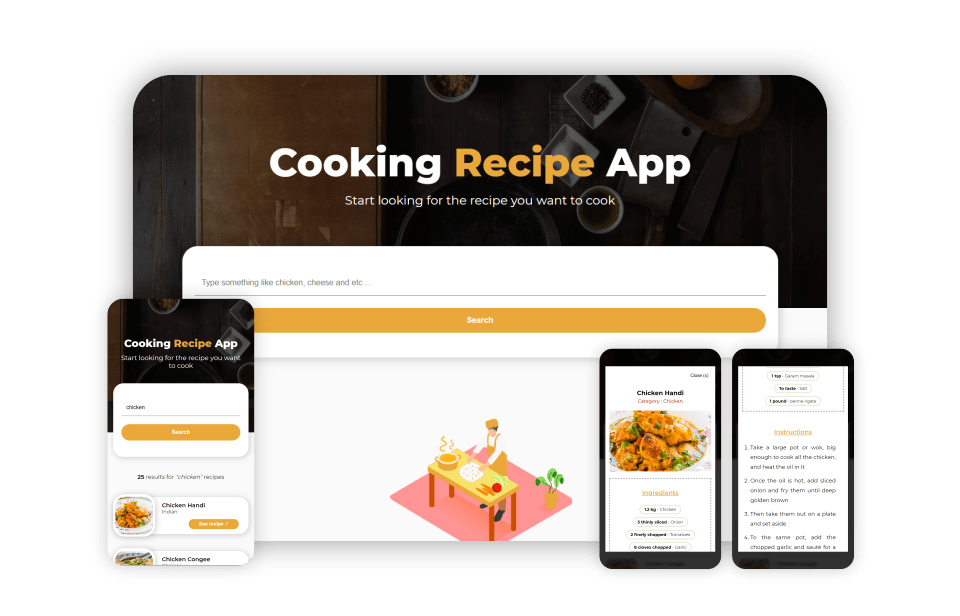 Cooking Recipe App
Start looking for the recipe you want to cook
Type something like chicken, cheese and etc ...
Search
Cooking Recipe App
Start looking for the recipe you want
to cook
chicken
Search
25 results for "chicken" recipes
Chicken Handi
Indian
See recipe ↗
Chicken Congee
Close (x)
Chicken Handi
Category : Chicken
Ingredients
1.2 kg - Chicken
5 thinly sliced - Onion
2 finely chopped - Tomatoes
8 cloves chopped - Garlic
1 tsp - Garam masala
To taste - Salt
1 pound - penne rigate
Instructions
1. Take a large pot or wok, big
enough to cook all the chicken,
and heat the oil in it
2. Once the oil is hot, add sliced
onion and fry them until deep
golden brown
3. Then take them out on a plate
and set aside
4. To the same pot, add the
chopped garlic and sauté for a